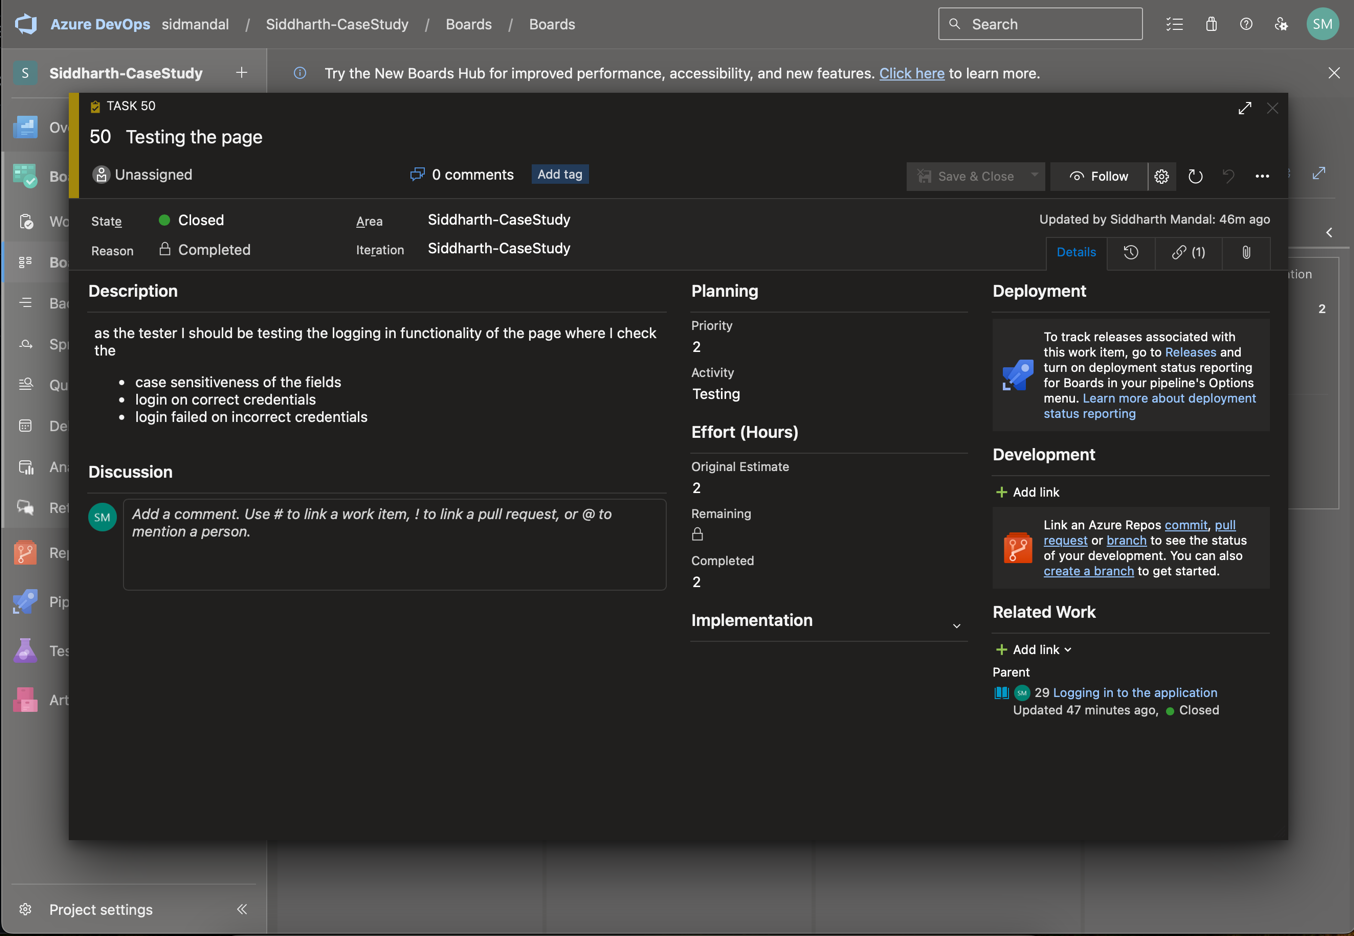 Azure DevOps sidmandal / Siddharth-CaseStudy / Boards / Boards
Search
SM
S Siddharth-CaseStudy
Try the New Boards Hub for improved performance, accessibility, and new features. Click here to learn more.
TASK 50
50 Testing the page
Unassigned
0 comments
Add tag
Save & Close
Follow
State
Closed
Area
Siddharth-CaseStudy
Updated by Siddharth Mandal: 46m ago
Reason
Completed
Iteration
Siddharth-CaseStudy
Details
(1)
Description
as the tester I should be testing the logging in functionality of the page where I check
the
• case sensitiveness of the fields
• login on correct credentials
• login failed on incorrect credentials
Discussion
SM
Add a comment. Use # to link a work item, ! to link a pull request, or @ to
mention a person.
Planning
Priority
2
Activity
Testing
Effort (Hours)
Original Estimate
2
Remaining
Completed
2
Implementation
Deployment
To track releases associated with
this work item, go to Releases and
turn on deployment status reporting
for Boards in your pipeline's Options
menu. Learn more about deployment
status reporting
Development
Add link
Link an Azure Repos commit, pull
request or branch to see the status
of your development. You can also
create a branch to get started.
Related Work
Add link
Parent
SM 29 Logging in to the application
Updated 47 minutes ago, Closed
2
Project settings